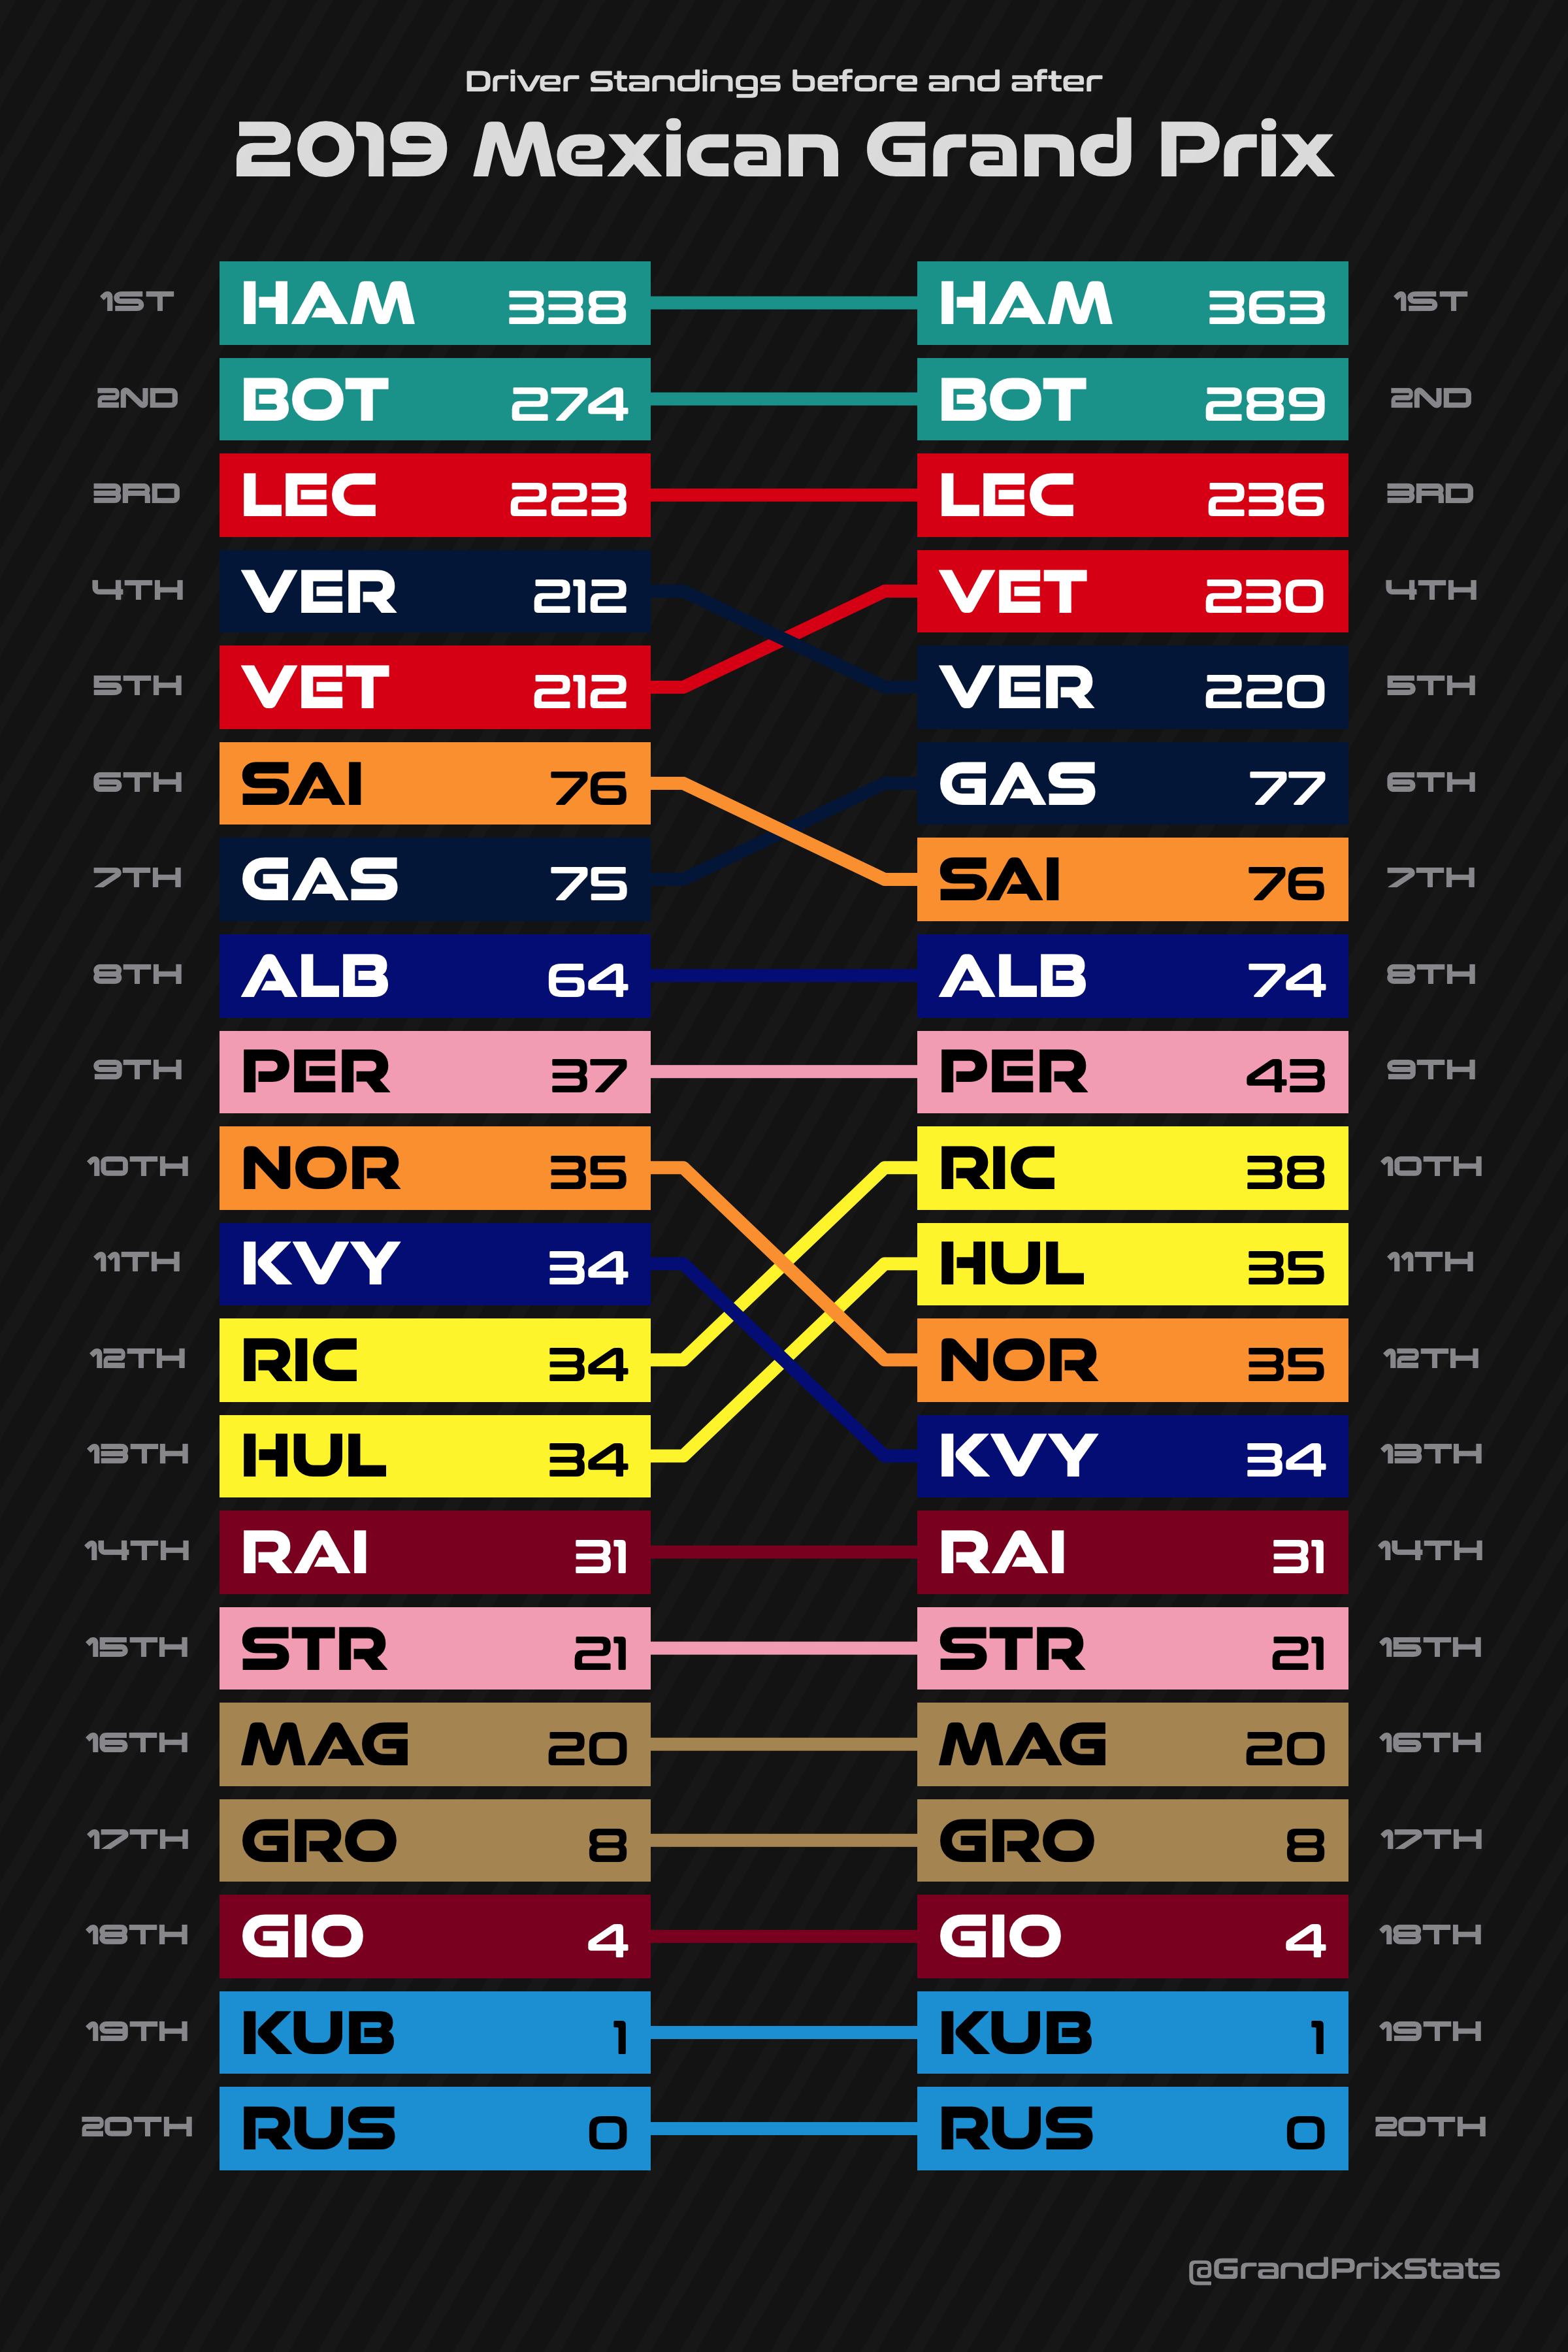 Driver Standings before and after
2019 Mexican Grand Prix
1ST HAM 338 HAM 363 1ST
2ND BOT 274 BOT 289 2ND
3RD LEC 223 LEC 236 3RD
4TH VER 212 VET 230 4TH
5TH VET 212 VER 220 5TH
6TH SAI 76 GAS 77 6TH
7TH GAS 75 SAI 76 7TH
8TH ALB 64 ALB 74 8TH
9TH PER 37 PER 43 9TH
10TH NOR 35 RIC 38 10TH
11TH KVY 34 HUL 35 11TH
12TH RIC 34 NOR 35 12TH
13TH HUL 34 KVY 34 13TH
14TH RAI 31 RAI 31 14TH
15TH STR 21 STR 21 15TH
16TH MAG 20 MAG 20 16TH
17TH GRO 8 GRO 8 17TH
18TH GIO 4 GIO 4 18TH
19TH KUB 1 KUB 1 19TH
20TH RUS 0 RUS 0 20TH
@GrandPrixStats